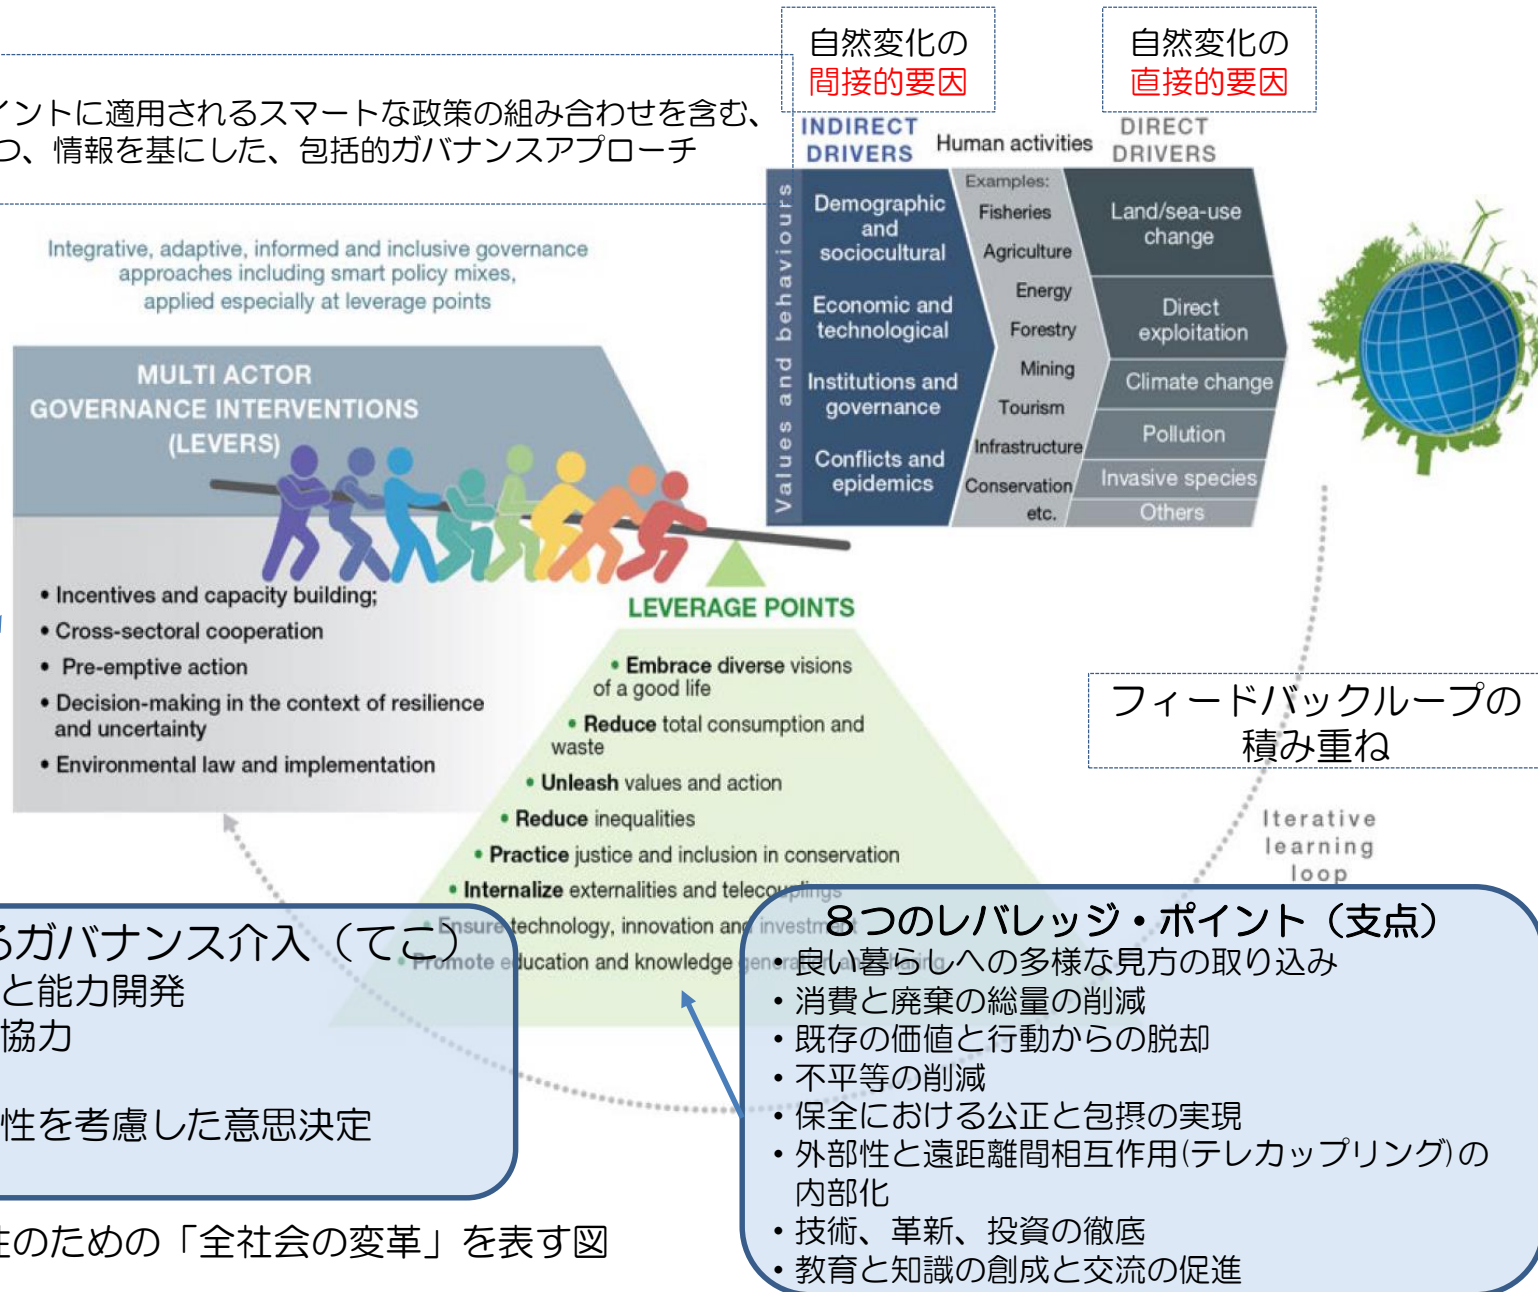 自然変化の
間接的要因
自然変化の
直接的要因
イントに適用されるスマートな政策の組み合わせを含む、
つ、情報を基にした、包括的ガバナンスアプローチ
INDIRECT
DRIVERS
Human activities
DIRECT
DRIVERS
Values and behaviours
Demographic
and
sociocultural
Economic and
technological
Institutions and
governance
Conflicts and
epidemics
Examples:
Fisheries
Agriculture
Energy
Forestry
Mining
Tourism
Infrastructure
Conservation
etc.
Land/sea-use
change
Direct
exploitation
Climate change
Pollution
Invasive species
Others
Integrative, adaptive, informed and inclusive governance
approaches including smart policy mixes,
applied especially at leverage points
MULTI ACTOR
GOVERNANCE INTERVENTIONS
(LEVERS)
• Incentives and capacity building;
• Cross-sectoral cooperation
• Pre-emptive action
• Decision-making in the context of resilience
and uncertainty
• Environmental law and implementation
LEVERAGE POINTS
• Embrace diverse visions
of a good life
• Reduce total consumption and
waste
• Unleash values and action
• Reduce inequalities
• Practice justice and inclusion in conservation
• Internalize externalities and telecouplings
• Ensure technology, innovation and investment
• Promote education and knowledge generation and sharing
フィードバックループの
積み重ね
Iterative
learning
loop
るガバナンス介入（てこ）
と能力開発
協力
性を考慮した意思決定
８つのレバレッジ・ポイント（支点）
・良い暮らしへの多様な見方の取り込み
・消費と廃棄の総量の削減
・既存の価値と行動からの脱却
・不平等の削減
・保全における公正と包摂の実現
・外部性と遠距離間相互作用(テレカップリング)の
内部化
・技術、革新、投資の徹底
・教育と知識の創成と交流の促進
性のための「全社会の変革」を表す図